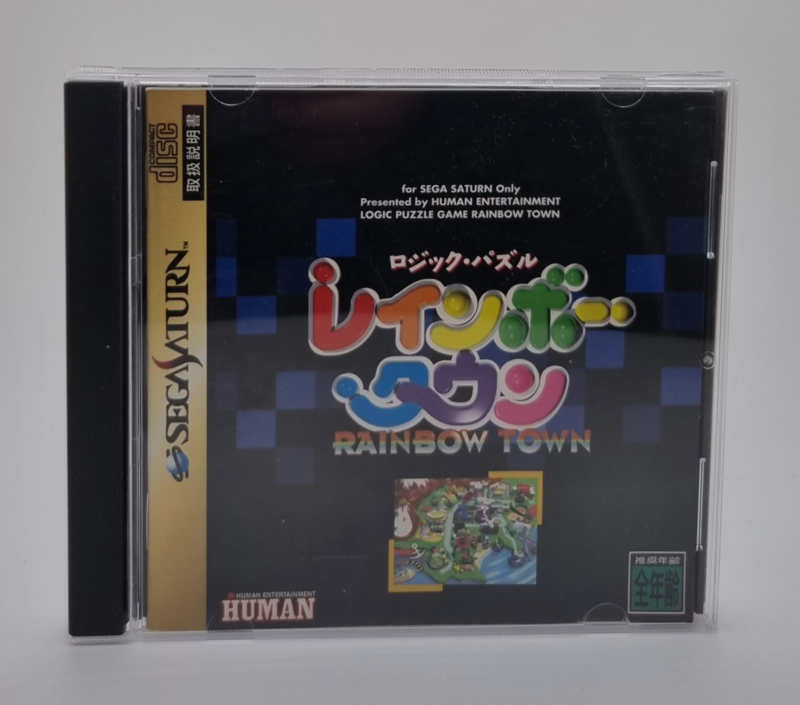 COMPACT
disc
取扱説明書
SEGA SATURN™
for SEGA SATURN Only
Presented by HUMAN ENTERTAINMENT
LOGIC PUZZLE GAME RAINBOW TOWN
ロジック・パズル
レインボー
タウン
RAINBOW TOWN
HUMAN ENTERTAINMENT
HUMAN
推奨年齢
全年齢